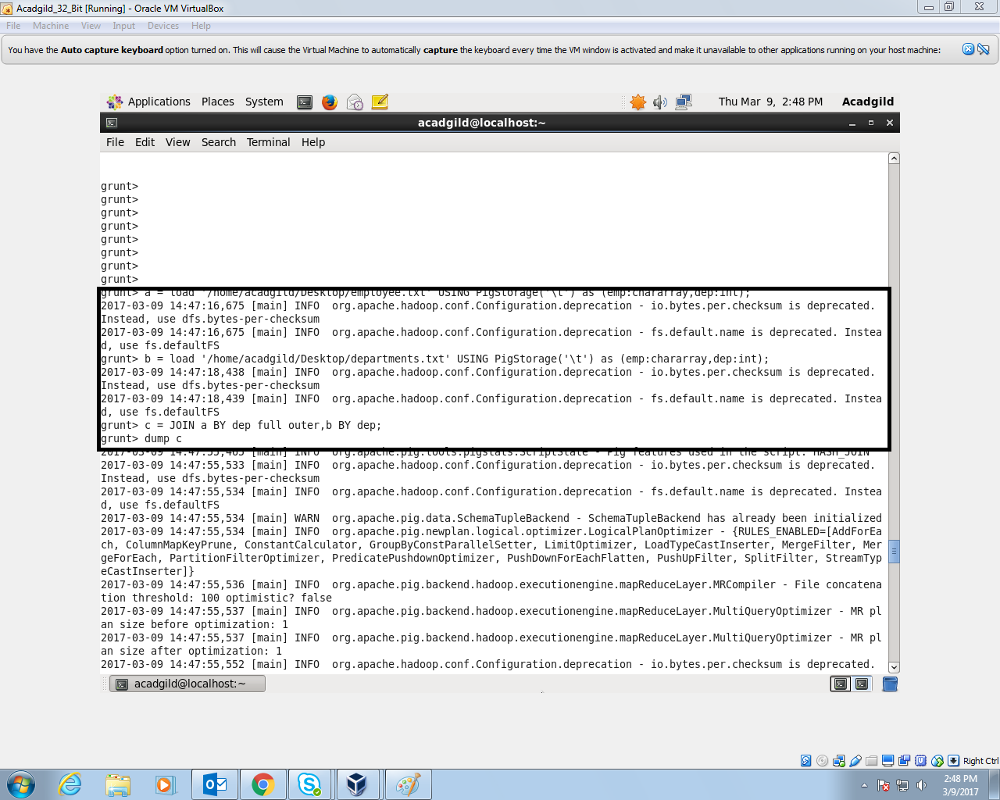 Acadgild_32_Bit [Running] - Oracle VM VirtualBox
File Machine View Input Devices Help
You have the Auto capture keyboard option turned on. This will cause the Virtual Machine to automatically capture the keyboard every time the VM window is activated and make it unavailable to other applications running on your host machine:
Applications Places System Thu Mar 9, 2:48 PM Acadgild
acadgild@localhost:~
File Edit View Search Terminal Help
grunt>
grunt>
grunt>
grunt>
grunt>
grunt>
grunt>
grunt>
grunt> a = load '/home/acadgild/Desktop/employee.txt' USING PigStorage('\t') as (emp:chararray,dep:int);
2017-03-09 14:47:16,675 [main] INFO  org.apache.hadoop.conf.Configuration.deprecation - io.bytes.per.checksum is deprecated.
Instead, use dfs.bytes-per-checksum
2017-03-09 14:47:16,675 [main] INFO  org.apache.hadoop.conf.Configuration.deprecation - fs.default.name is deprecated. Instea
d, use fs.defaultFS
grunt> b = load '/home/acadgild/Desktop/departments.txt' USING PigStorage('\t') as (emp:chararray,dep:int);
2017-03-09 14:47:18,438 [main] INFO  org.apache.hadoop.conf.Configuration.deprecation - io.bytes.per.checksum is deprecated.
Instead, use dfs.bytes-per-checksum
2017-03-09 14:47:18,439 [main] INFO  org.apache.hadoop.conf.Configuration.deprecation - fs.default.name is deprecated. Instea
d, use fs.defaultFS
grunt> c = JOIN a BY dep full outer,b BY dep;
grunt> dump c
2017-03-09 14:47:55,465 [main] INFO  org.apache.pig.tools.pigstats.ScriptState - Pig features used in the script: HASH_JOIN
2017-03-09 14:47:55,533 [main] INFO  org.apache.hadoop.conf.Configuration.deprecation - io.bytes.per.checksum is deprecated.
Instead, use dfs.bytes-per-checksum
2017-03-09 14:47:55,534 [main] INFO  org.apache.hadoop.conf.Configuration.deprecation - fs.default.name is deprecated. Instea
d, use fs.defaultFS
2017-03-09 14:47:55,534 [main] WARN  org.apache.pig.data.SchemaTupleBackend - SchemaTupleBackend has already been initialized
2017-03-09 14:47:55,534 [main] INFO  org.apache.pig.newplan.logical.optimizer.LogicalPlanOptimizer - {RULES_ENABLED=[AddForEa
ch, ColumnMapKeyPrune, ConstantCalculator, GroupByConstParallelSetter, LimitOptimizer, LoadTypeCastInserter, MergeFilter, Mer
geForEach, PartitionFilterOptimizer, PredicatePushdownOptimizer, PushDownForEachFlatten, PushUpFilter, SplitFilter, StreamTyp
eCastInserter]}
2017-03-09 14:47:55,536 [main] INFO  org.apache.pig.backend.hadoop.executionengine.mapReduceLayer.MRCompiler - File concatena
tion threshold: 100 optimistic? false
2017-03-09 14:47:55,537 [main] INFO  org.apache.pig.backend.hadoop.executionengine.mapReduceLayer.MultiQueryOptimizer - MR pl
an size before optimization: 1
2017-03-09 14:47:55,537 [main] INFO  org.apache.pig.backend.hadoop.executionengine.mapReduceLayer.MultiQueryOptimizer - MR pl
an size after optimization: 1
2017-03-09 14:47:55,552 [main] INFO  org.apache.hadoop.conf.Configuration.deprecation - io.bytes.per.checksum is deprecated.
acadgild@localhost:~
Right Ctrl
2:48 PM
3/9/2017